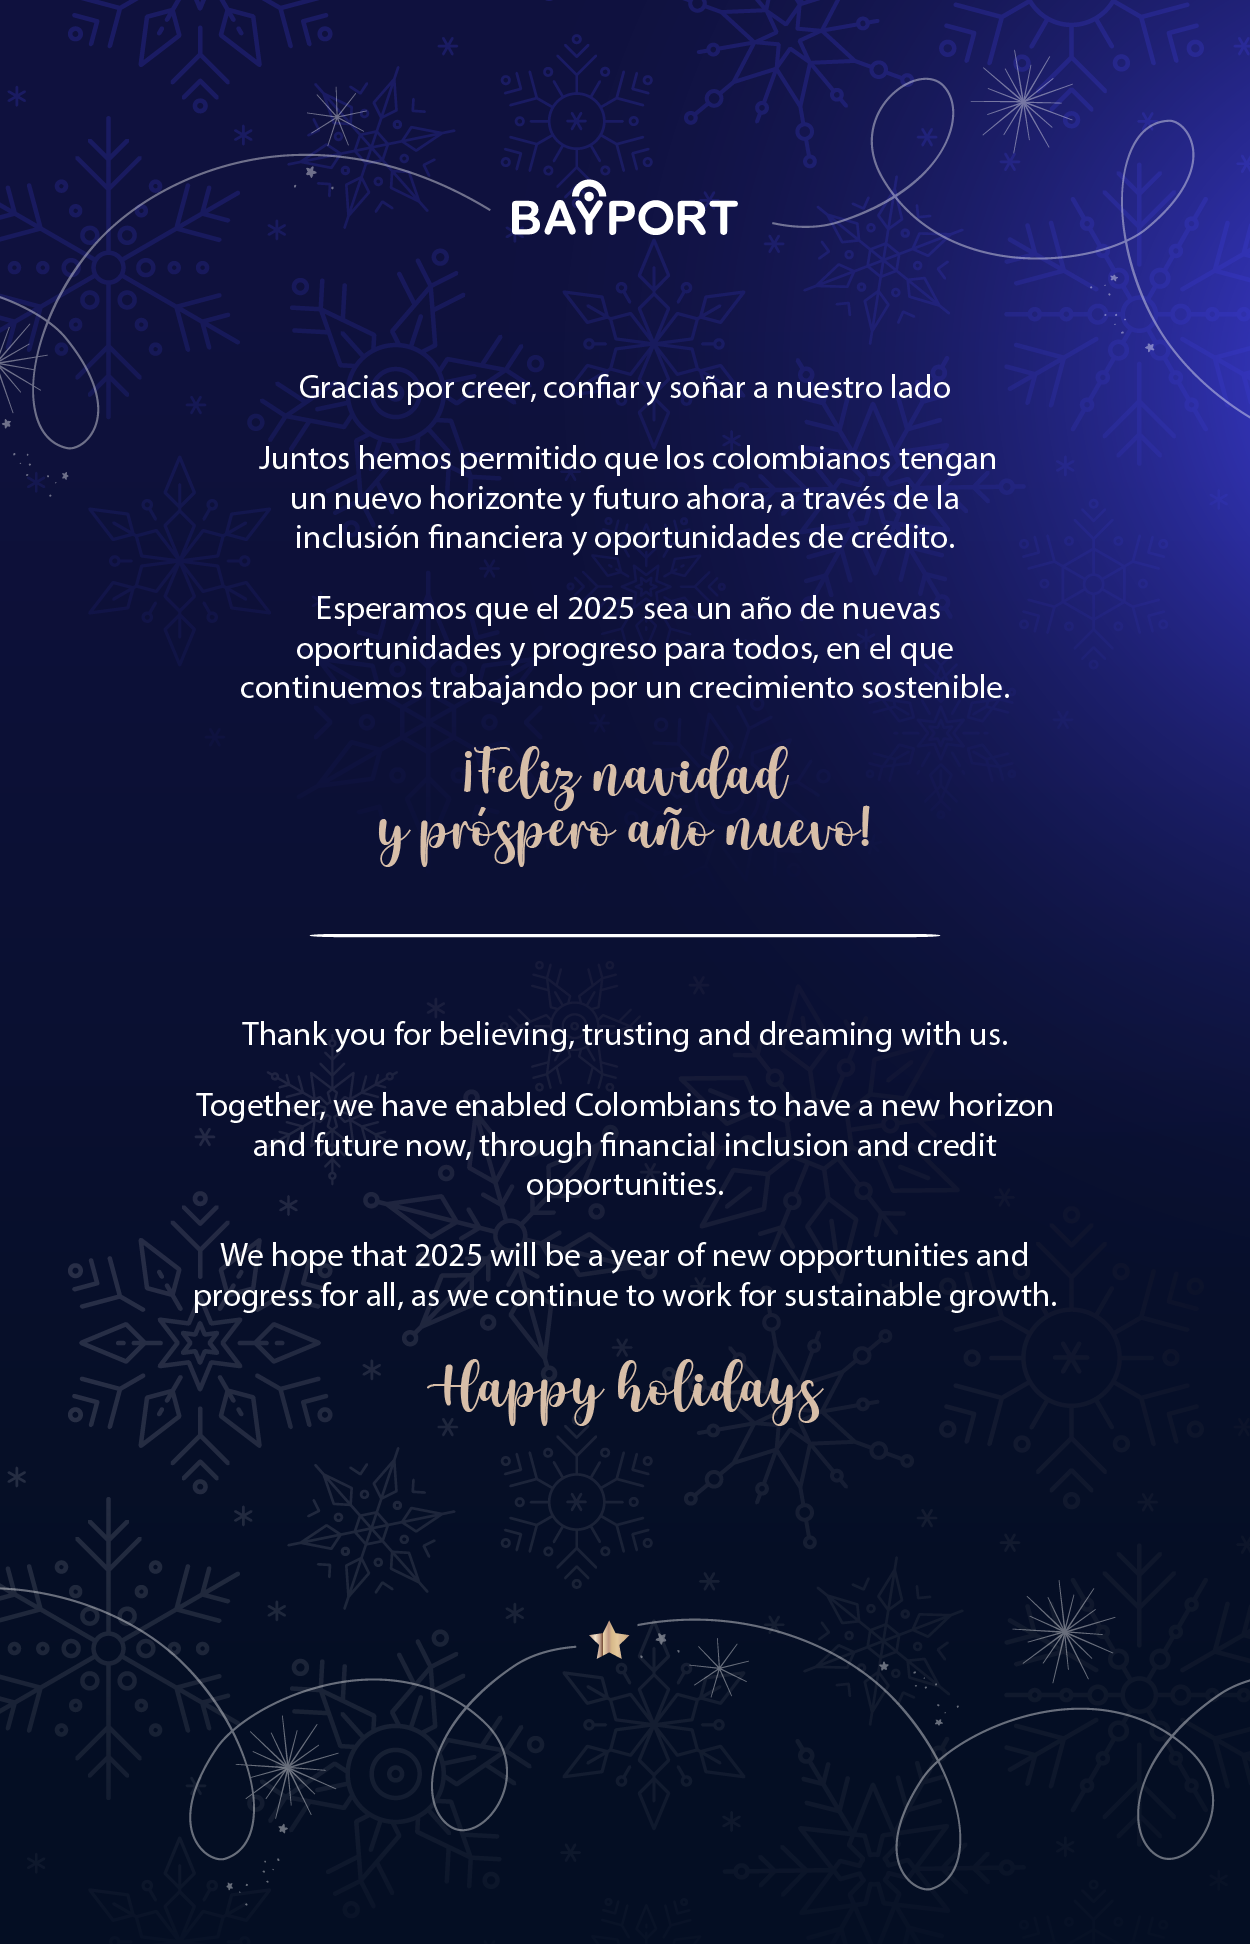 BAYPORT
Gracias por creer, confiar y soñar a nuestro lado
Juntos hemos permitido que los colombianos tengan
un nuevo horizonte y futuro ahora, a través de la
inclusión financiera y oportunidades de crédito.
Esperamos que el 2025 sea un año de nuevas
oportunidades y progreso para todos, en el que
continuemos trabajando por un crecimiento sostenible.
¡Feliz navidad
y próspero año nuevo!
Thank you for believing, trusting and dreaming with us.
Together, we have enabled Colombians to have a new horizon
and future now, through financial inclusion and credit
opportunities.
We hope that 2025 will be a year of new opportunities and
progress for all, as we continue to work for sustainable growth.
Happy holidays